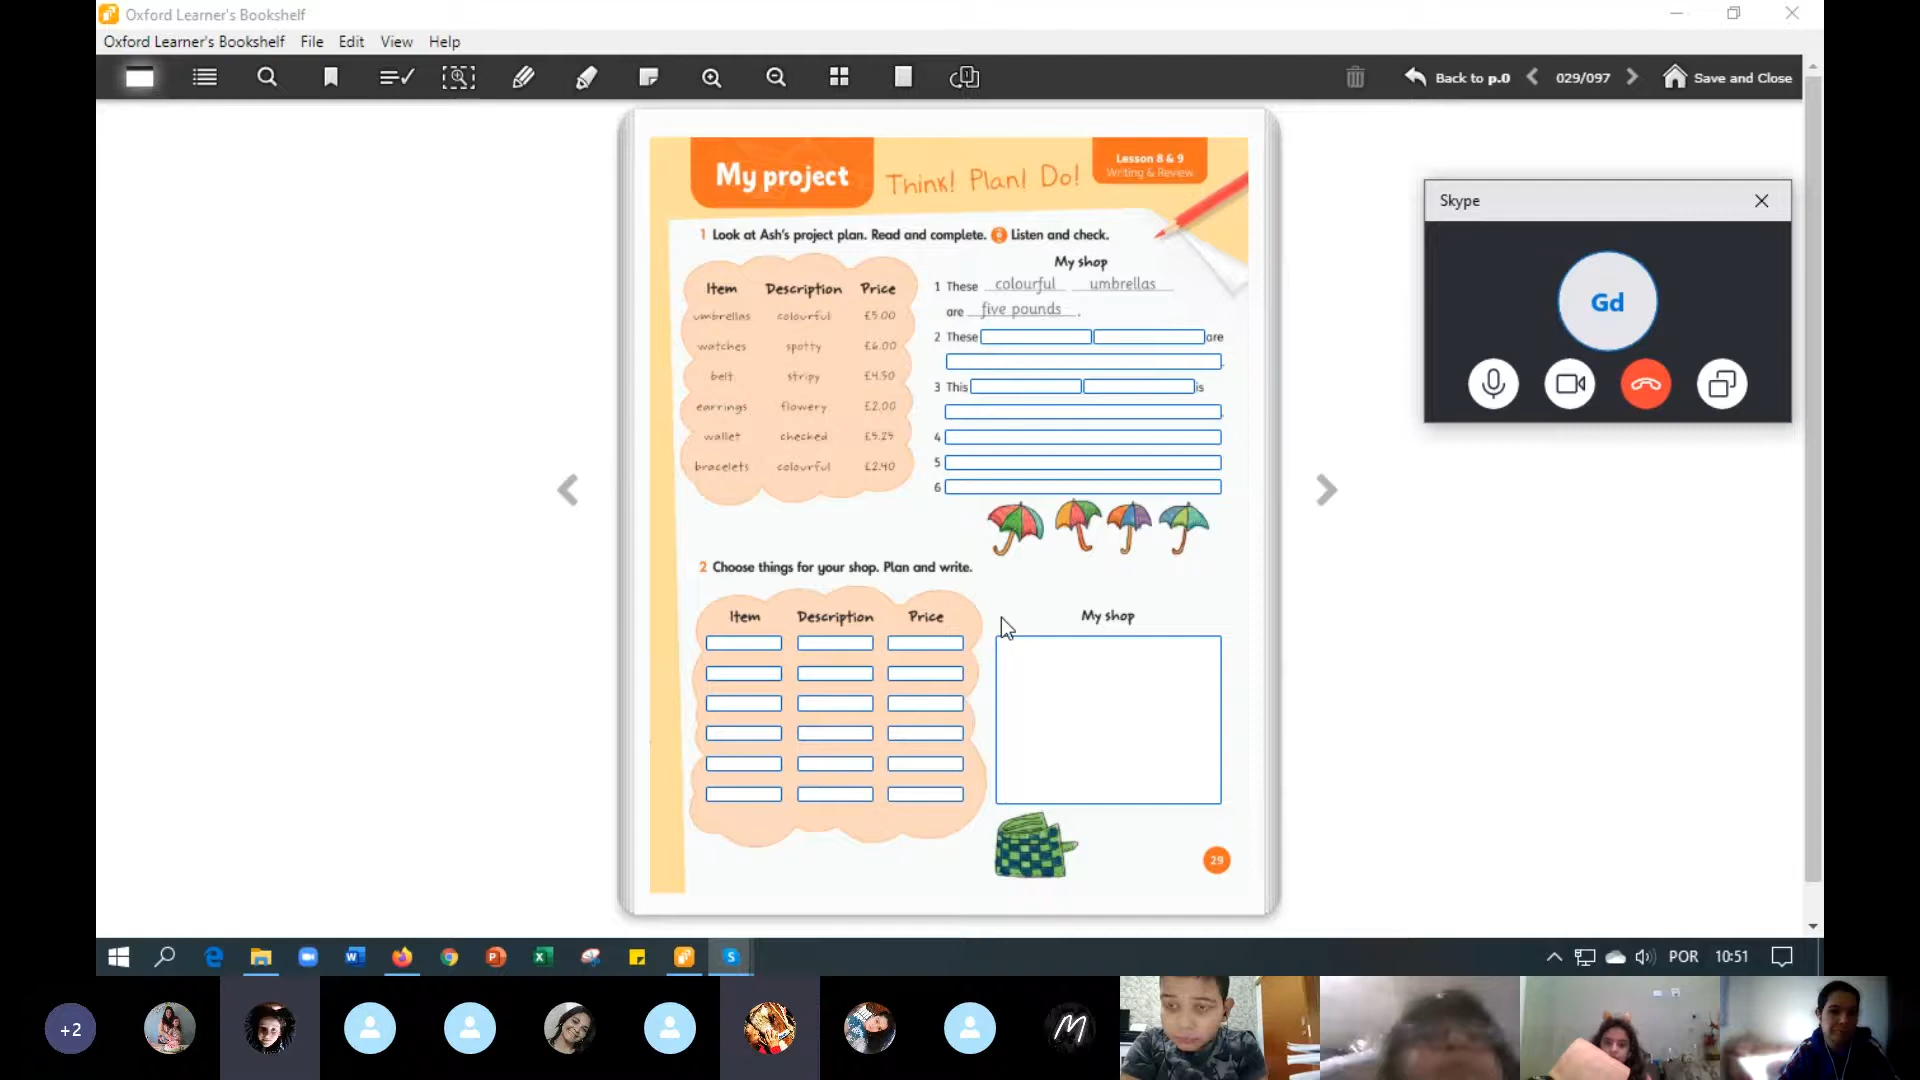 Oxford Learner's Bookshelf
Oxford Learner's Bookshelf File Edit View Help
Back to p.0 029/097 Save and Close
My project
Think! Plan! Do!
Lesson 8 & 9
Writing & Review
1 Look at Ash's project plan. Read and complete. Listen and check.
Item Description Price
umbrellas colourful £5.00
watches spotty £6.00
belt stripy £4.50
earrings flowery £2.00
wallet checked £5.25
bracelets colourful £2.40
My shop
1 These colourful umbrellas
are five pounds.
2 These are
.
3 This is
.
4
5
6
2 Choose things for your shop. Plan and write.
Item Description Price
My shop
29
Skype
Gd
POR 10:51
+2
M